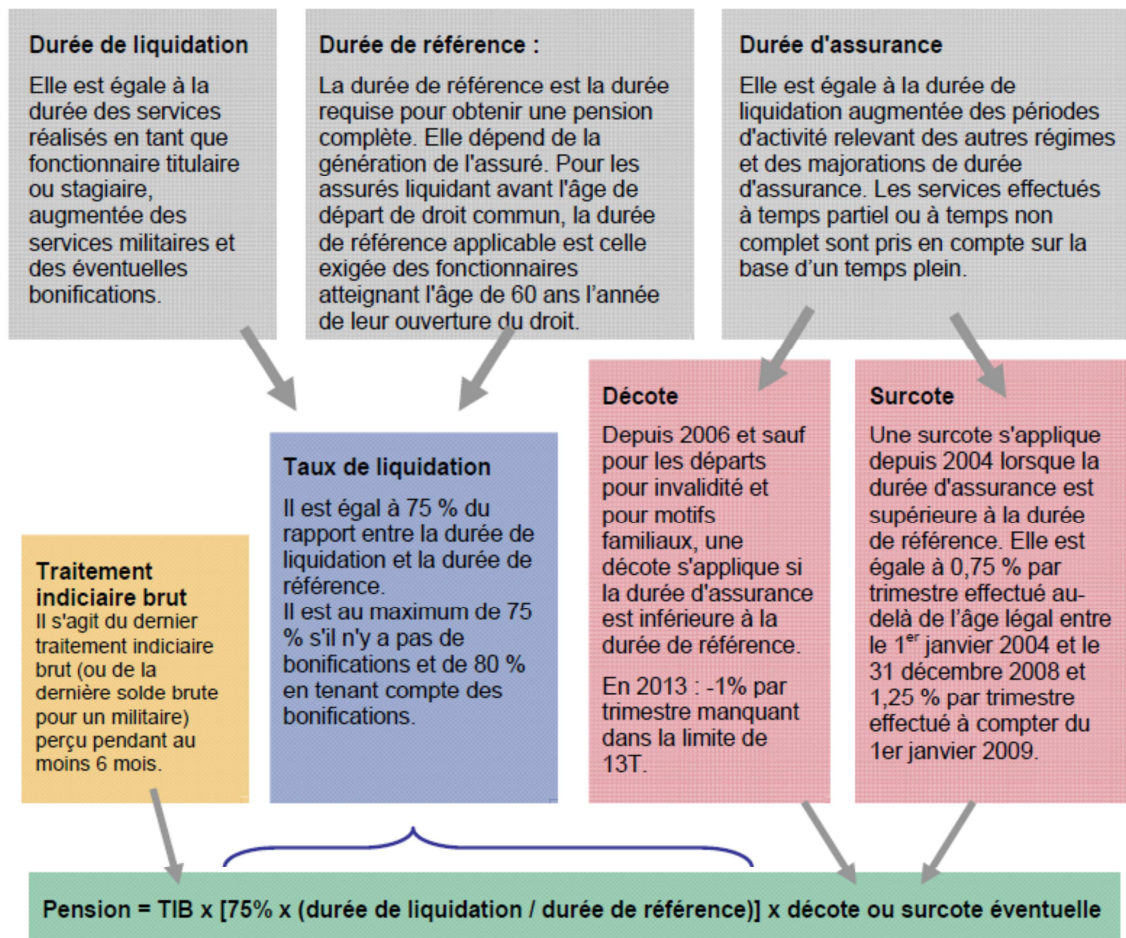 Durée de liquidation
Elle est égale à la
durée des services
réalisés en tant que
fonctionnaire titulaire
ou stagiaire,
augmentée des
services militaires et
des éventuelles
bonifications.
Durée de référence :
La durée de référence est la durée
requise pour obtenir une pension
complète. Elle dépend de la
génération de l'assuré. Pour les
assurés liquidant avant l'âge de
départ de droit commun, la durée
de référence applicable est celle
exigée des fonctionnaires
atteignant l'âge de 60 ans l’année
de leur ouverture du droit.
Durée d'assurance
Elle est égale à la durée de
liquidation augmentée des périodes
d'activité relevant des autres régimes
et des majorations de durée
d'assurance. Les services effectués
à temps partiel ou à temps non
complet sont pris en compte sur la
base d’un temps plein.
Traitement
indiciaire brut
Il s'agit du dernier
traitement indiciaire
brut (ou de la
dernière solde brute
pour un militaire)
perçu pendant au
moins 6 mois.
Taux de liquidation
Il est égal à 75 % du
rapport entre la durée de
liquidation et la durée de
référence.
Il est au maximum de 75
% s'il n'y a pas de
bonifications et de 80 %
en tenant compte des
bonifications.
Décote
Depuis 2006 et sauf
pour les départs
pour invalidité et
pour motifs
familiaux, une
décote s'applique si
la durée d'assurance
est inférieure à la
durée de référence.
En 2013 : -1% par
trimestre manquant
dans la limite de
13T.
Surcote
Une surcote s'applique
depuis 2004 lorsque la
durée d'assurance est
supérieure à la durée
de référence. Elle est
égale à 0,75 % par
trimestre effectué au-
delà de l’âge légal entre
le 1er janvier 2004 et le
31 décembre 2008 et
1,25 % par trimestre
effectué à compter du
1er janvier 2009.
Pension = TIB x [75% x (durée de liquidation / durée de référence)] x décote ou surcote éventuelle